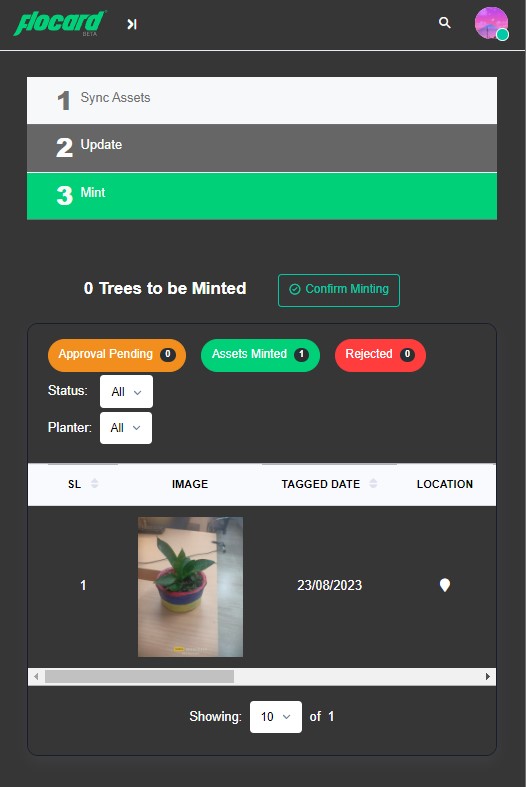 flocard
BETA
1 Sync Assets
2 Update
3 Mint
0 Trees to be Minted
Confirm Minting
Approval Pending 0 Assets Minted 1 Rejected 0
Status: All
Planter: All
SL IMAGE TAGGED DATE LOCATION
1 23/08/2023
Showing: 10 of 1